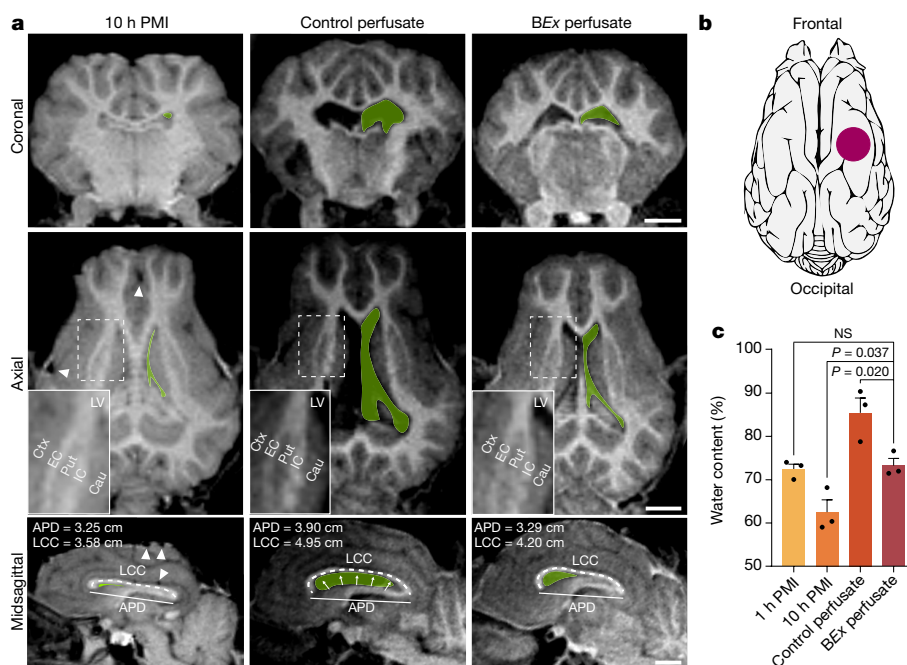 a
10 h PMI
Control perfusate
BEx perfusate
Coronal
Axial
LV
Ctx
EC
Put
IC
Cau
LV
Ctx
EC
Put
IC
Cau
LV
Ctx
EC
Put
IC
Cau
Midsagittal
APD = 3.25 cm
LCC = 3.58 cm
LCC
APD
APD = 3.90 cm
LCC = 4.95 cm
LCC
APD
APD = 3.29 cm
LCC = 4.20 cm
LCC
APD
b
Frontal
Occipital
c
NS
P = 0.037
P = 0.020
Water content (%)
100
90
80
70
60
50
1 h PMI
10 h PMI
Control perfusate
BEx perfusate